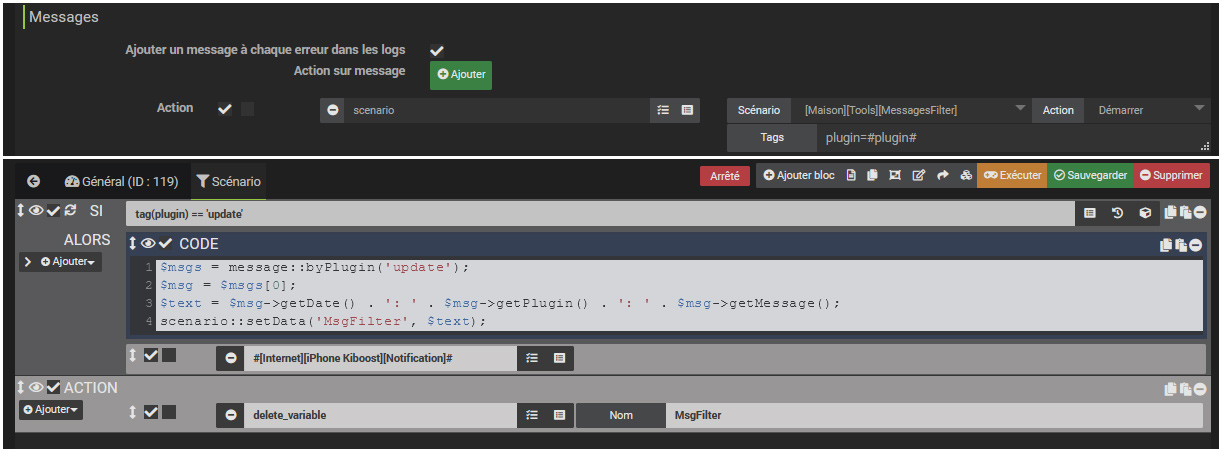 Messages
Ajouter un message à chaque erreur dans les logs
Action sur message
Ajouter
Action
scenario
Scénario
[Maison][Tools][MessagesFilter]
Action
Démarrer
Tags
plugin=#plugin#
Général (ID : 119)
Scénario
Arrêté
Ajouter bloc
Exécuter
Sauvegarder
Supprimer
SI
tag(plugin) == 'update'
ALORS
CODE
Ajouter
1 $msgs = message::byPlugin('update');
2 $msg = $msgs[0];
3 $text = $msg->getDate() . ': ' . $msg->getPlugin() . ': ' . $msg->getMessage();
4 scenario::setData('MsgFilter', $text);
#[Internet][iPhone Kiboost][Notification]#
ACTION
Ajouter
delete_variable
Nom
MsgFilter